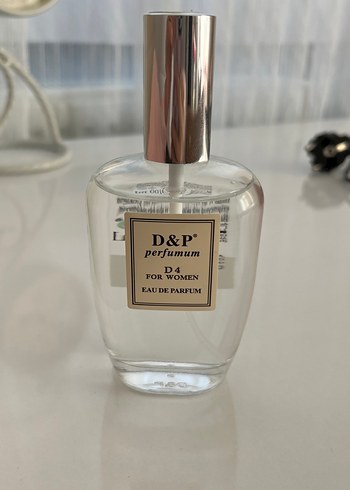 D&P®
perfumum
D4
FOR WOMEN
EAU DE PARFUM